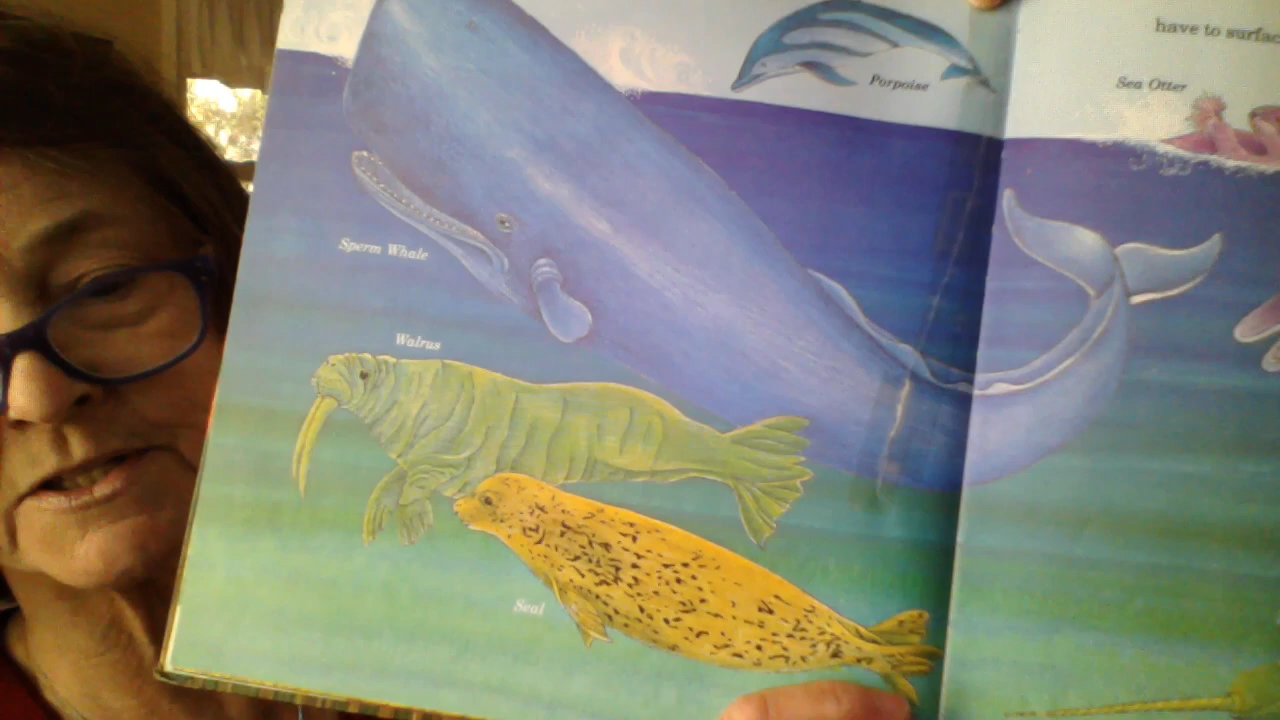 have to surfac
Porpoise
Sea Otter
Sperm Whale
Walrus
Seal